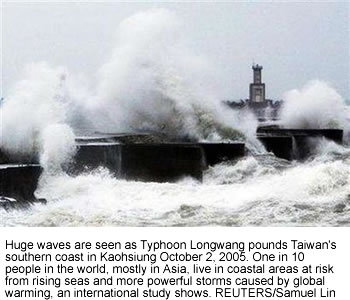 Huge waves are seen as Typhoon Longwang pounds Taiwan's
southern coast in Kaohsiung October 2, 2005. One in 10
people in the world, mostly in Asia, live in coastal areas at risk
from rising seas and more powerful storms caused by global
warming, an international study shows. REUTERS/Samuel Lin